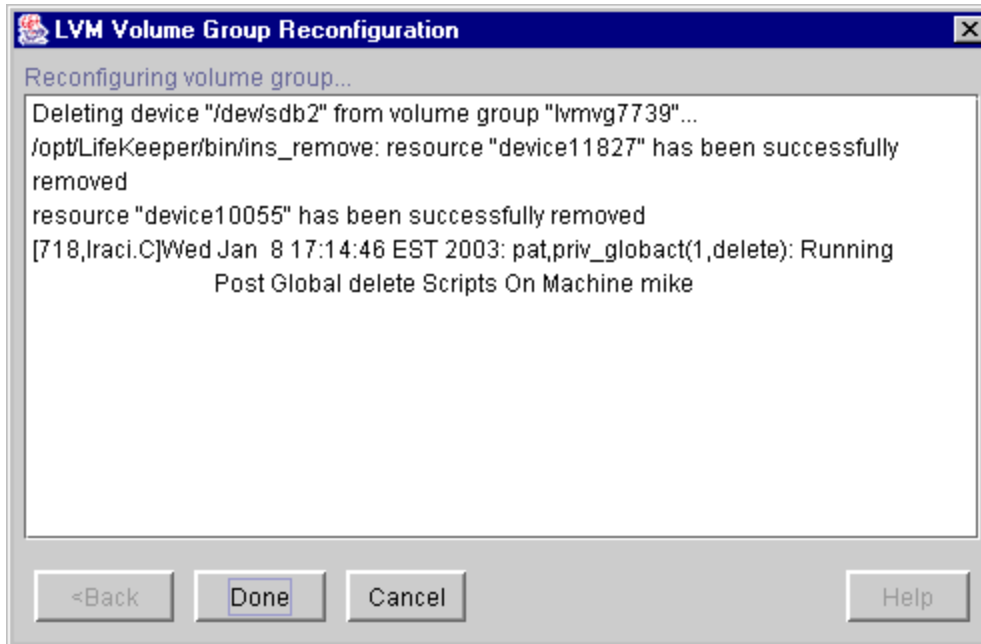 LVM Volume Group Reconfiguration
Reconfiguring volume group...
Deleting device "/dev/sdb2" from volume group "lvmvg7739"...
/opt/LifeKeeper/bin/ins_remove: resource "device11827" has been successfully
removed
resource "device10055" has been successfully removed
[718,lraci.C]Wed Jan  8 17:14:46 EST 2003: pat,priv_globact(1,delete): Running
Post Global delete Scripts On Machine mike
<Back
Done
Cancel
Help